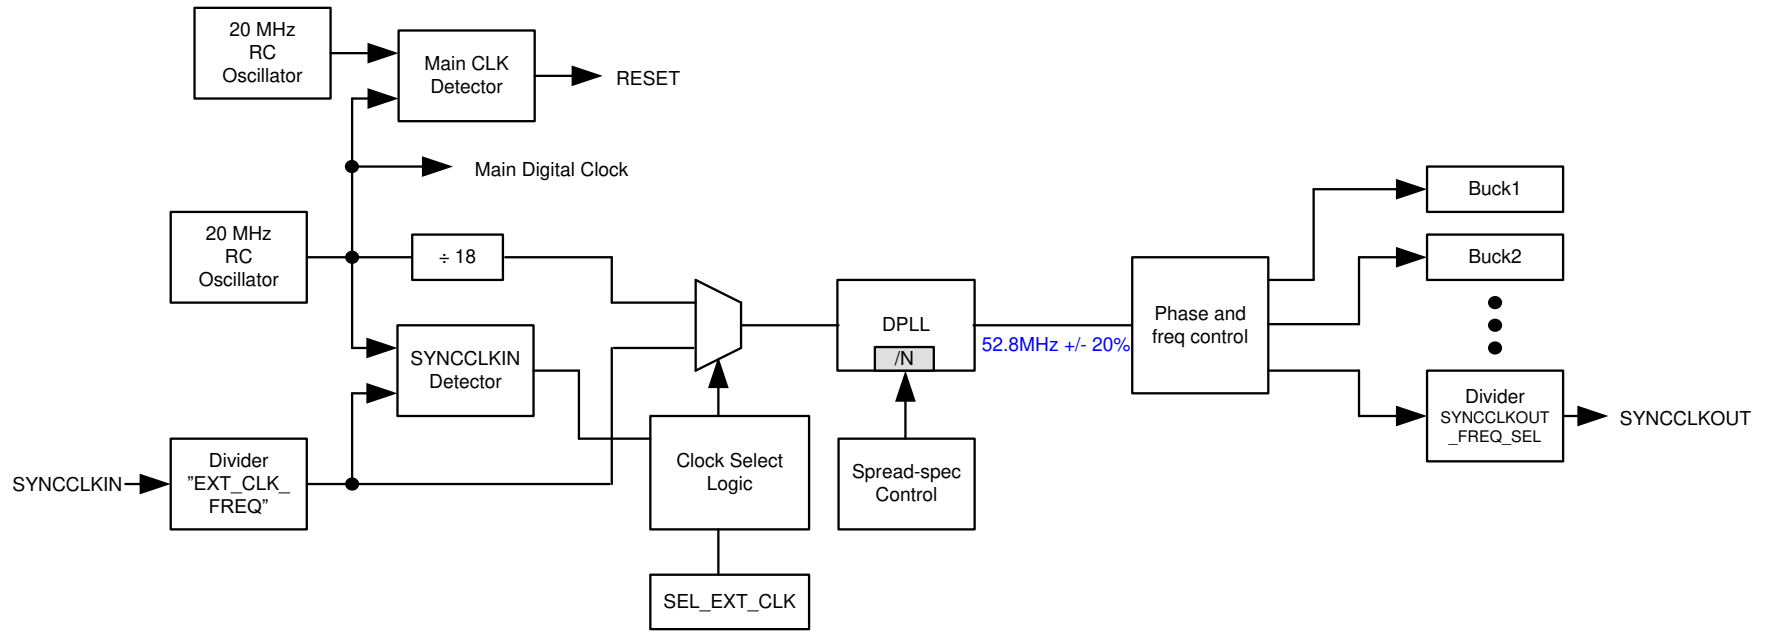 20 MHz
RC
Oscillator
Main CLK
Detector
RESET
Main Digital Clock
20 MHz
RC
Oscillator
÷ 18
SYNCCLKIN
Detector
SYNCCLKIN
Divider
”EXT_CLK_
FREQ”
Clock Select
Logic
SEL_EXT_CLK
DPLL
/N
Spread-spec
Control
52.8MHz +/- 20%
Phase and
freq control
Buck1
Buck2
Divider
SYNCCLKOUT
_FREQ_SEL
SYNCCLKOUT